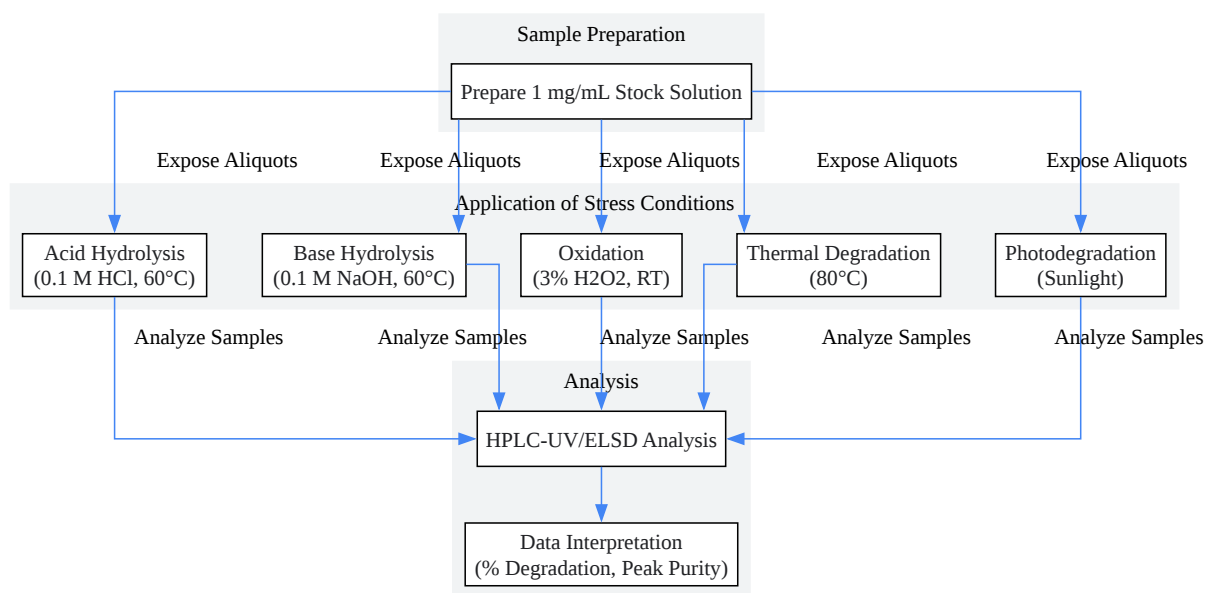 Sample Preparation
Prepare 1 mg/mL Stock Solution
Expose Aliquots
Expose Aliquots
Expose Aliquots
Expose Aliquots
Expose Aliquots
Application of Stress Conditions
Acid Hydrolysis
(0.1 M HCl, 60°C)
Base Hydrolysis
(0.1 M NaOH, 60°C)
Oxidation
(3% H2O2, RT)
Thermal Degradation
(80°C)
Photodegradation
(Sunlight)
Analyze Samples
Analyze Samples
Analyze Samples
Analyze Samples
Analyze Samples
Analysis
HPLC-UV/ELSD Analysis
Data Interpretation
(% Degradation, Peak Purity)